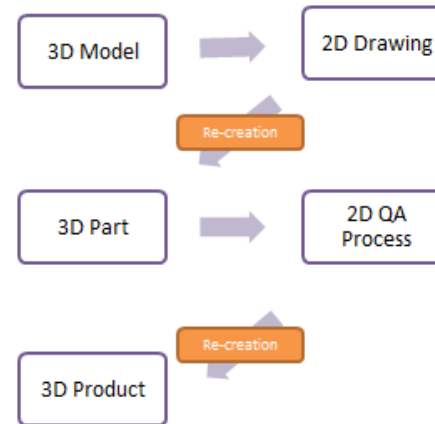 3D Model
2D Drawing
Re-creation
3D Part
2D QA
Process
Re-creation
3D Product